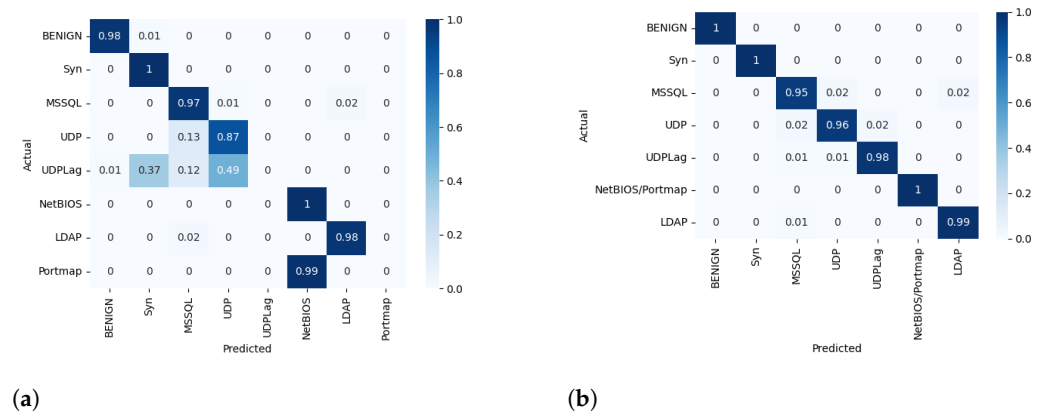 BENIGN 0.98 0.01 0 0 0 0 0 0
Syn 0 1 0 0 0 0 0 0
MSSQL 0 0 0.97 0.01 0 0 0.02 0
UDP 0 0 0.13 0.87 0 0 0 0
UDPLag 0.01 0.37 0.12 0.49 0 0 0 0
NetBIOS 0 0 0 0 0 1 0 0
LDAP 0 0 0.02 0 0 0 0.98 0
Portmap 0 0 0 0 0 0.99 0 0
Actual
BENIGN Syn MSSQL UDP UDPLag NetBIOS LDAP Portmap
Predicted
1.0
0.8
0.6
0.4
0.2
0.0
(a)
BENIGN 1 0 0 0 0 0 0
Syn 0 1 0 0 0 0 0
MSSQL 0 0 0.95 0.02 0 0 0.02
UDP 0 0 0.02 0.96 0.02 0 0
UDPLag 0 0 0.01 0.01 0.98 0 0
NetBIOS/Portmap 0 0 0 0 0 1 0
LDAP 0 0 0.01 0 0 0 0.99
Actual
BENIGN Syn MSSQL UDP UDPLag NetBIOS/Portmap LDAP
Predicted
1.0
0.8
0.6
0.4
0.2
0.0
(b)